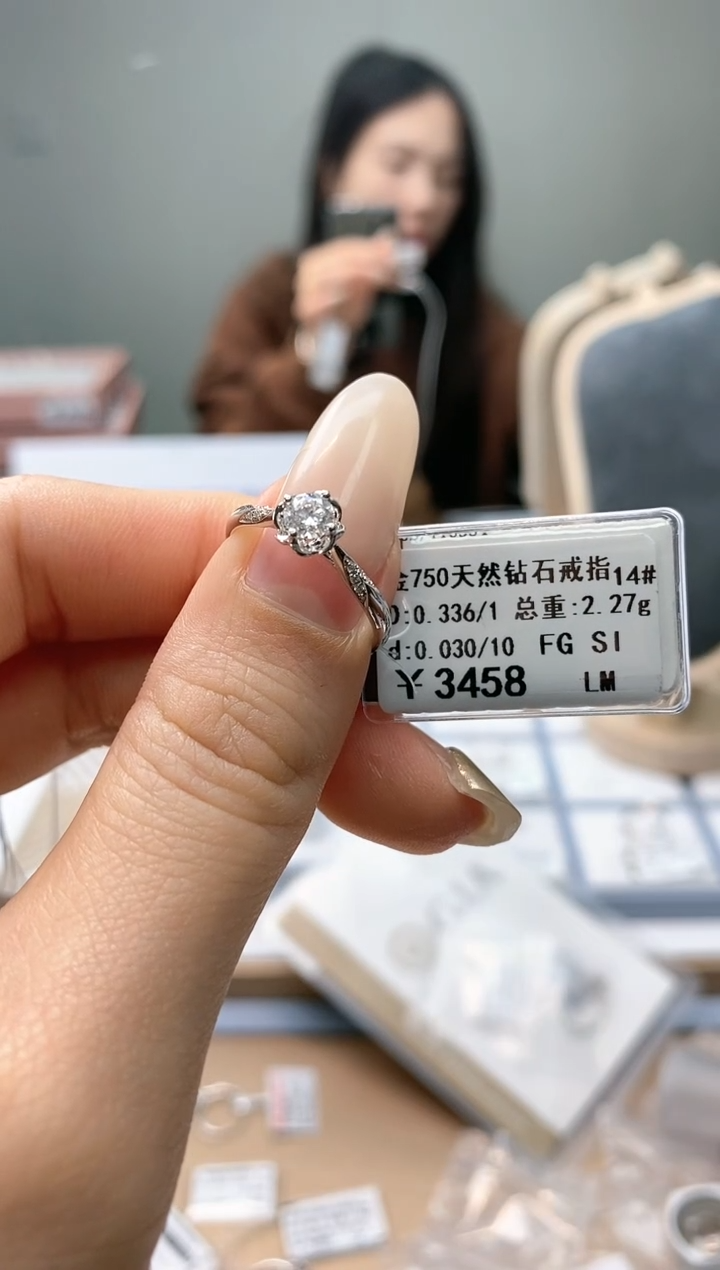 金750天然钻石戒指14#
D:0.336/1 总重:2.27g
d:0.030/10 FG SI
¥3458 LM